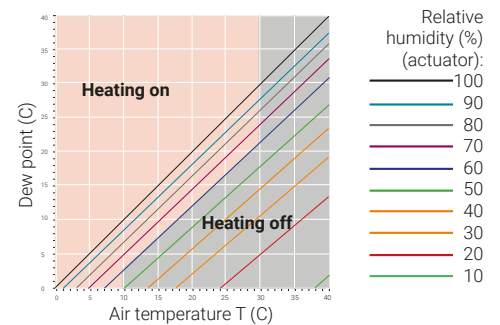 Relative
humidity (%)
(actuator):
100
90
80
70
60
50
40
30
20
10
Dew point (C)
40
35
30
25
20
15
10
5
0
Heating on
Heating off
0 5 10 15 20 25 30 35 40
Air temperature T (C)